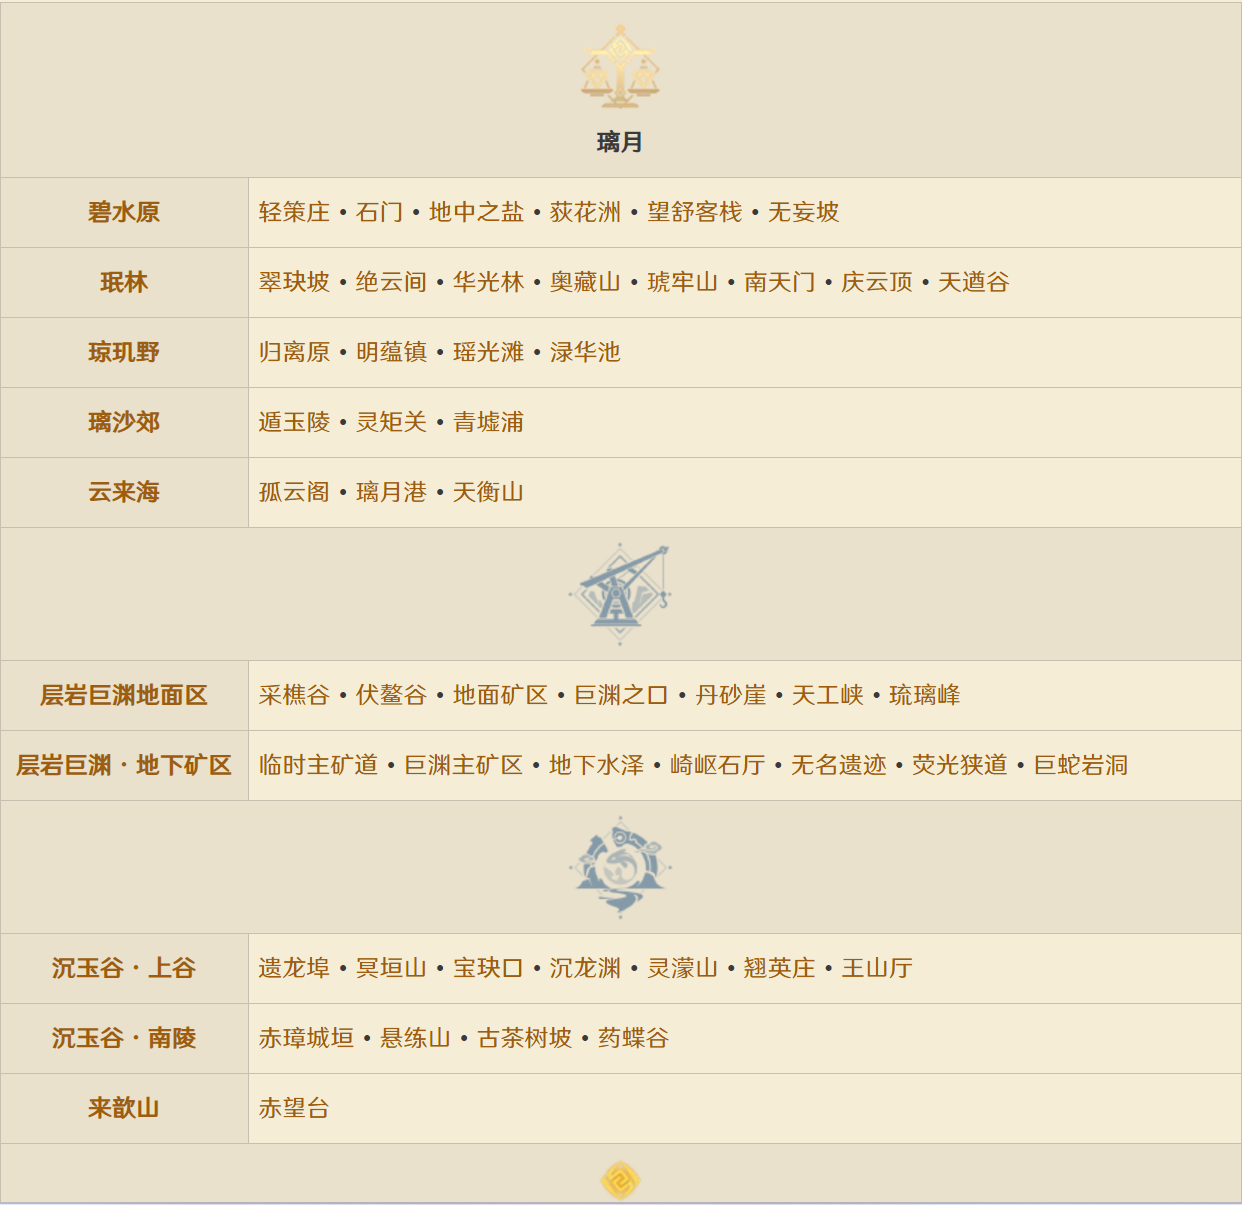 璃月
碧水原
轻策庄 • 石门 • 地中之盐 • 荻花洲 • 望舒客栈 • 无妄坡
珉林
翠玦坡 • 绝云间 • 华光林 • 奥藏山 • 琥牢山 • 南天门 • 庆云顶 • 天遒谷
琼玑野
归离原 • 明蕴镇 • 瑶光滩 • 渌华池
璃沙郊
遁玉陵 • 灵矩关 • 青墟浦
云来海
孤云阁 • 璃月港 • 天衡山
层岩巨渊地面区
采樵谷 • 伏鳌谷 • 地面矿区 • 巨渊之口 • 丹砂崖 • 天工峡 • 琉璃峰
层岩巨渊·地下矿区
临时主矿道 • 巨渊主矿区 • 地下水泽 • 崎岖石厅 • 无名遗迹 • 荧光狭道 • 巨蛇岩洞
沉玉谷·上谷
遗龙埠 • 冥垣山 • 宝玦口 • 沉龙渊 • 灵濛山 • 翘英庄 • 王山厅
沉玉谷·南陵
赤璋城垣 • 悬练山 • 古茶树坡 • 药蝶谷
来歆山
赤望台